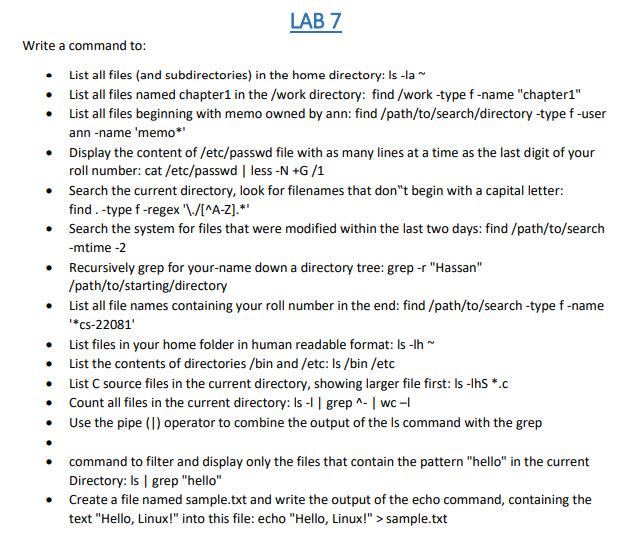 LAB 7
Write a command to:
• List all files (and subdirectories) in the home directory: ls -la ~
• List all files named chapter1 in the /work directory: find /work -type f -name "chapter1"
• List all files beginning with memo owned by ann: find /path/to/search/directory -type f -user
ann -name 'memo*'
• Display the content of /etc/passwd file with as many lines at a time as the last digit of your
roll number: cat /etc/passwd | less -N +G /1
• Search the current directory, look for filenames that don‟t begin with a capital letter:
find . -type f -regex '\./[^A-Z].*'
• Search the system for files that were modified within the last two days: find /path/to/search
-mtime -2
• Recursively grep for your-name down a directory tree: grep -r "Hassan"
/path/to/starting/directory
• List all file names containing your roll number in the end: find /path/to/search -type f -name
'*cs-22081'
• List files in your home folder in human readable format: ls -lh ~
• List the contents of directories /bin and /etc: ls /bin /etc
• List C source files in the current directory, showing larger file first: ls -lhS *.c
• Count all files in the current directory: ls -l | grep ^- | wc –l
• Use the pipe (|) operator to combine the output of the ls command with the grep
•
• command to filter and display only the files that contain the pattern "hello" in the current
Directory: ls | grep "hello"
• Create a file named sample.txt and write the output of the echo command, containing the
text "Hello, Linux!" into this file: echo "Hello, Linux!" > sample.txt